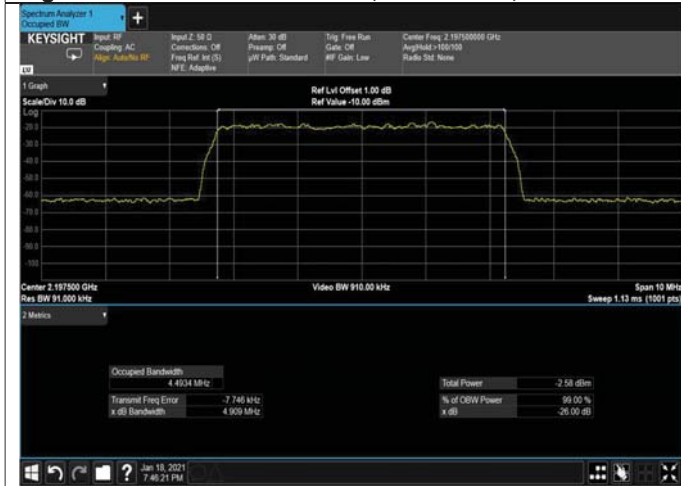 Spectrum Analyzer 1
Occupied BW
KEYSIGHT
Input: RF
Coupling: AC
Align: Auto/No RF
Input Z: 50 Ω
Corrections: Off
Freq Ref: Int (S)
NFE: Adaptive
Atten: 30 dB
Preamp: Off
µW Path: Standard
Trig: Free Run
Gate: Off
#IF Gain: Low
Center Freq: 2.197500000 GHz
Avg|Hold:>100/100
Radio Std: None
1 Graph
Scale/Div 10.0 dB
Ref Lvl Offset 1.00 dB
Ref Value -10.00 dBm
Log
-20.0
-30.0
-40.0
-50.0
-60.0
-70.0
-80.0
-90.0
-100
Center 2.197500 GHz
Res BW 91.000 kHz
Video BW 910.00 kHz
Span 10 MHz
Sweep 1.13 ms (1001 pts)
2 Metrics
Occupied Bandwidth
4.4934 MHz
Transmit Freq Error -7.746 kHz
x dB Bandwidth 4.909 MHz
Total Power -2.58 dBm
% of OBW Power 99.00 %
x dB -26.00 dB
Jan 18, 2021
7:46:21 PM